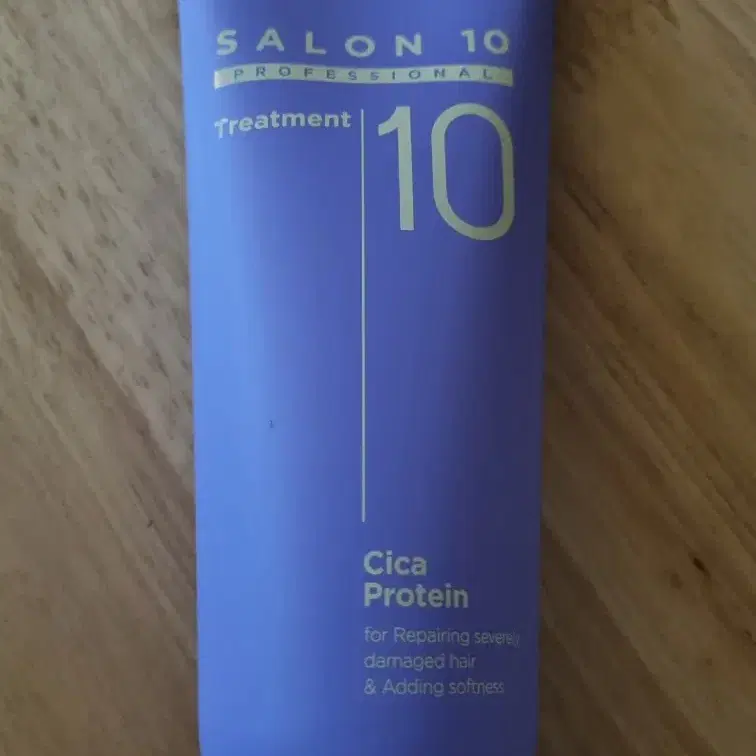 SALON 10
PROFESSIONAL
Treatment
10
Cica
Protein
for Repairing severely
damaged hair
& Adding softness